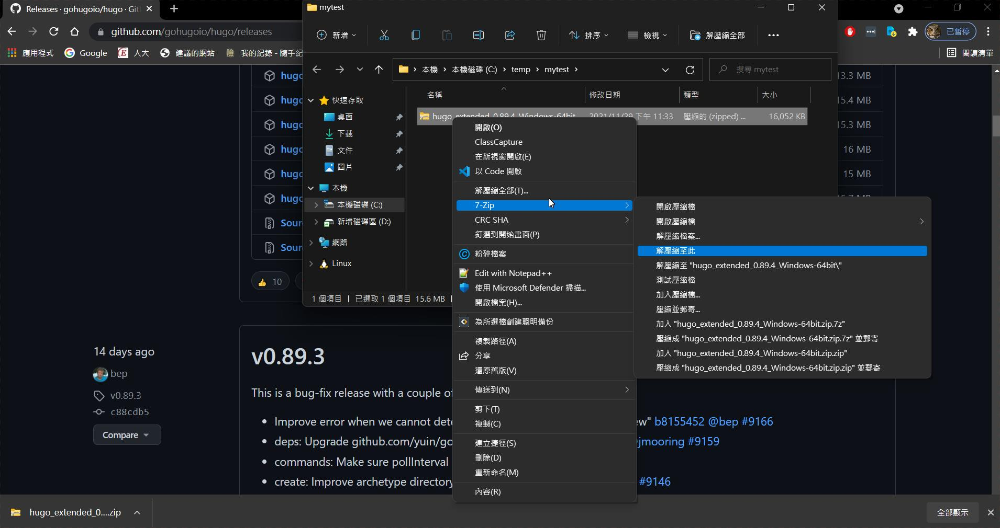 Releases · gohugoio/hugo · Git
mytest
github.com/gohugoio/hugo/releases
新增
排序
檢視
解壓縮全部
已暫停
應用程式
Google
人大
建議的網站
我的紀錄 - 隨手紀
閱讀清單
本機 > 本機磁碟 (C:) > temp > mytest >
搜尋 mytest
名稱
修改日期
類型
大小
hugo_extended_0.89.4_Windows-64bit
2021/11/29 下午 11:33
壓縮的 (zipped) ...
16,052 KB
快速存取
桌面
下載
文件
圖片
本機
本機磁碟 (C:)
新增磁碟區 (D:)
網路
Linux
1 個項目
已選取 1 個項目 15.6 MB
hugo
13.3 MB
hugo
15.4 MB
hugo
15.3 MB
hugo
16 MB
hugo
15 MB
hugo
15.7 MB
Sour
Sour
10
開啟(O)
ClassCapture
在新視窗開啟(E)
以 Code 開啟
解壓縮全部(T)...
7-Zip
CRC SHA
釘選到開始畫面(P)
粉碎檔案
Edit with Notepad++
使用 Microsoft Defender 掃描...
開啟檔案(H)...
為所選檔創建聰明備份
複製路徑(A)
分享
還原舊版(V)
傳送到(N)
剪下(T)
複製(C)
建立捷徑(S)
刪除(D)
重新命名(M)
內容(R)
開啟壓縮檔
開啟壓縮檔
解壓縮檔案...
解壓縮至此
解壓縮至 "hugo_extended_0.89.4_Windows-64bit\"
測試壓縮檔
加入壓縮檔...
壓縮並郵寄...
加入 "hugo_extended_0.89.4_Windows-64bit.zip.7z"
壓縮成 "hugo_extended_0.89.4_Windows-64bit.zip.7z" 並郵寄
加入 "hugo_extended_0.89.4_Windows-64bit.zip.zip"
壓縮成 "hugo_extended_0.89.4_Windows-64bit.zip.zip" 並郵寄
14 days ago
bep
v0.89.3
c88cdb5
Compare
v0.89.3
This is a bug-fix release with a couple of
Improve error when we cannot dete
ew" b8155452 @bep #9166
deps: Upgrade github.com/yuin/go
jmooring #9159
commands: Make sure pollInterval
create: Improve archetype directory
#9146
hugo_extended_0....zip
全部顯示